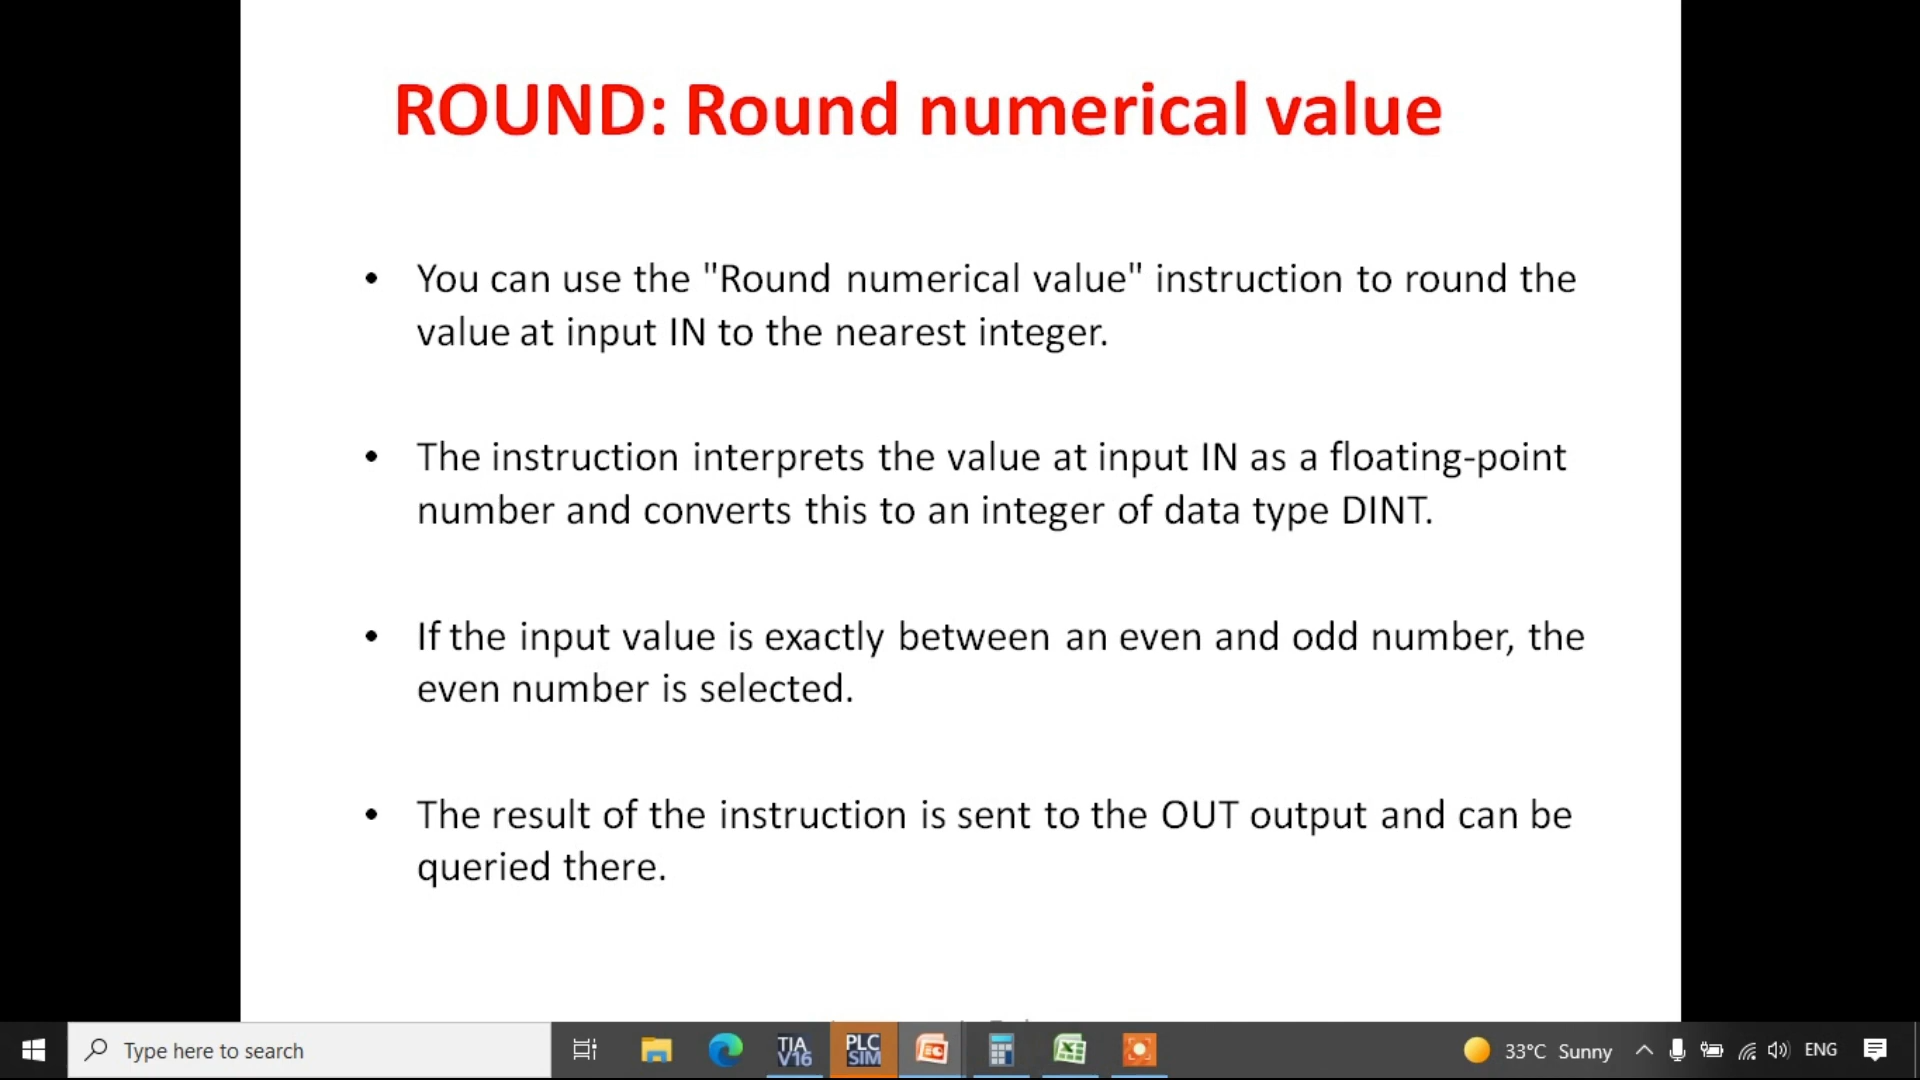 ROUND: Round numerical value
• You can use the "Round numerical value" instruction to round the
value at input IN to the nearest integer.
• The instruction interprets the value at input IN as a floating-point
number and converts this to an integer of data type DINT.
• If the input value is exactly between an even and odd number, the
even number is selected.
• The result of the instruction is sent to the OUT output and can be
queried there.
Type here to search
TIA
V16
PLC
SIM
33°C Sunny
ENG